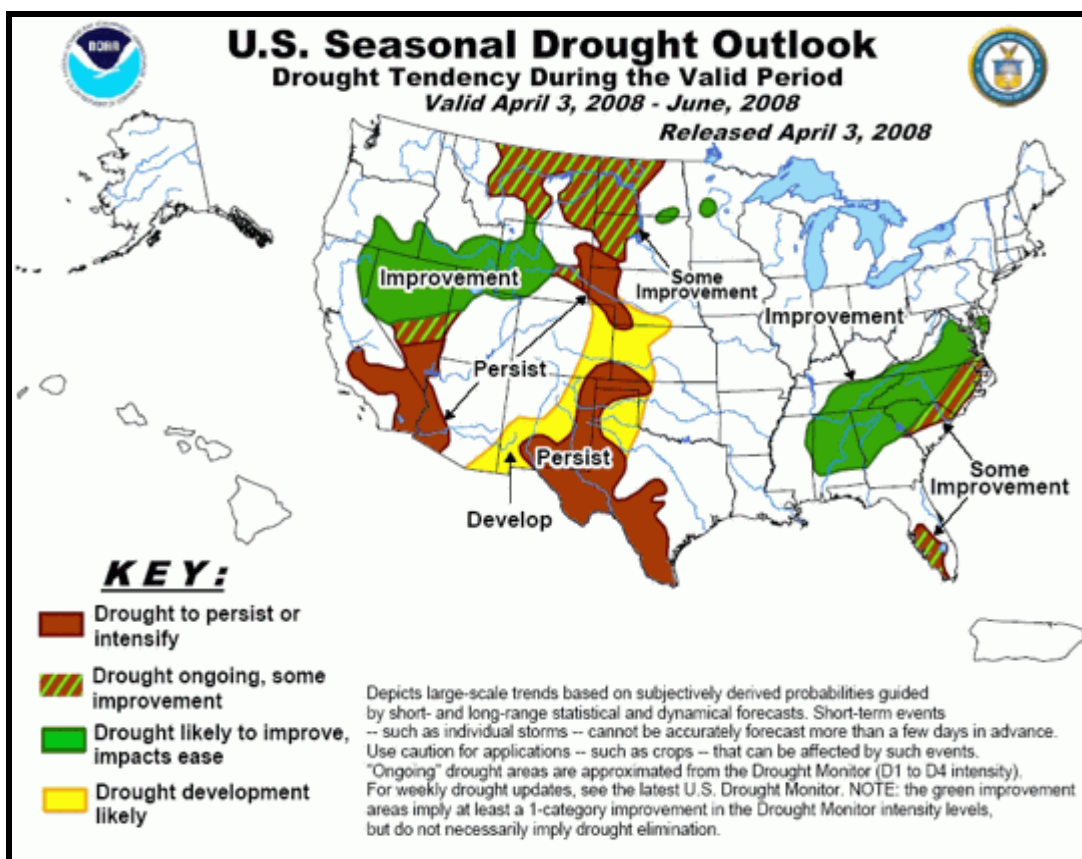 NOAA
U.S. Seasonal Drought Outlook
Drought Tendency During the Valid Period
Valid April 3, 2008 - June, 2008
Released April 3, 2008
Improvement
Some
Improvement
Improvement
Persist
Persist
Develop
Some
Improvement
KEY:
Drought to persist or
intensify
Drought ongoing, some
improvement
Drought likely to improve,
impacts ease
Drought development
likely
Depicts large-scale trends based on subjectively derived probabilities guided
by short- and long-range statistical and dynamical forecasts. Short-term events
-- such as individual storms -- cannot be accurately forecast more than a few days in advance.
Use caution for applications -- such as crops -- that can be affected by such events.
"Ongoing" drought areas are approximated from the Drought Monitor (D1 to D4 intensity).
For weekly drought updates, see the latest U.S. Drought Monitor. NOTE: the green improvement
areas imply at least a 1-category improvement in the Drought Monitor intensity levels,
but do not necessarily imply drought elimination.